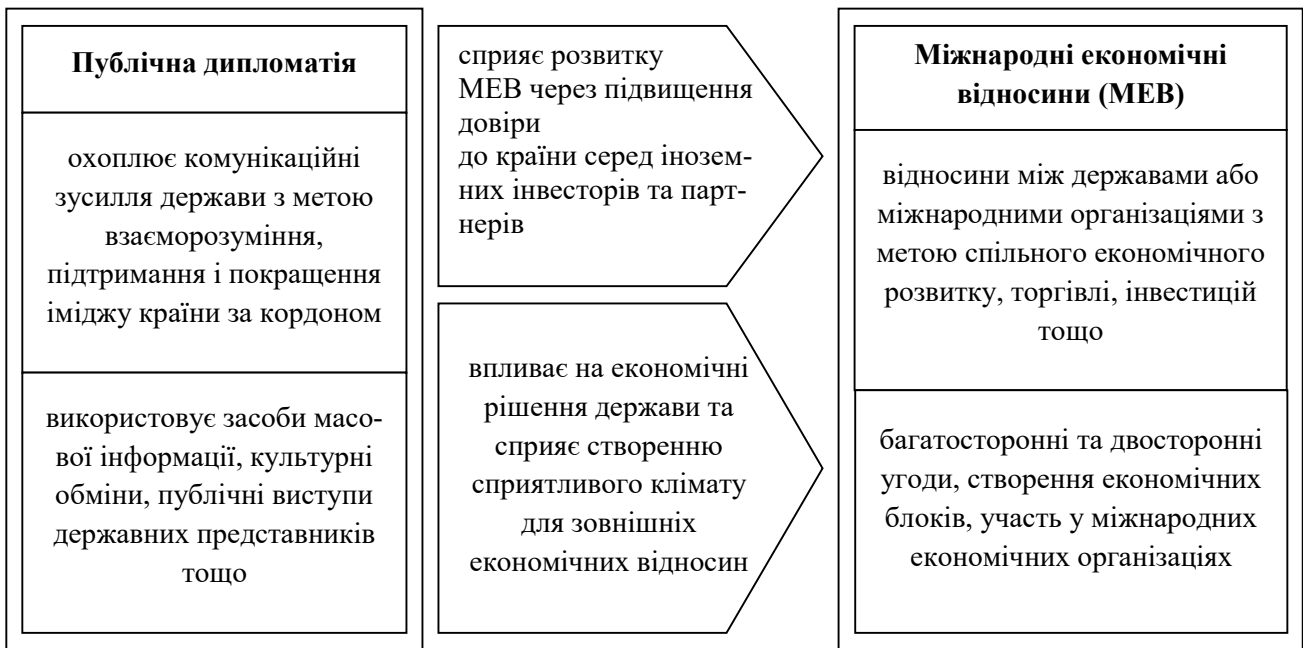 Публічна дипломатія
охоплює комунікаційні
зусилля держави з метою
взаєморозуміння,
підтримання і покращення
іміджу країни за кордоном
використовує засоби масо-
вої інформації, культурні
обміни, публічні виступи
державних представників
тощо
сприяє розвитку
МЕВ через підвищення
довіри
до країни серед інозем-
них інвесторів та парт-
нерів
впливає на економічні
рішення держави та
сприяє створенню
сприятливого клімату
для зовнішніх
економічних відносин
Міжнародні економічні
відносини (МЕВ)
відносини між державами або
міжнародними організаціями з
метою спільного економічного
розвитку, торгівлі, інвестицій
тощо
багатосторонні та двосторонні
угоди, створення економічних
блоків, участь у міжнародних
економічних організаціях